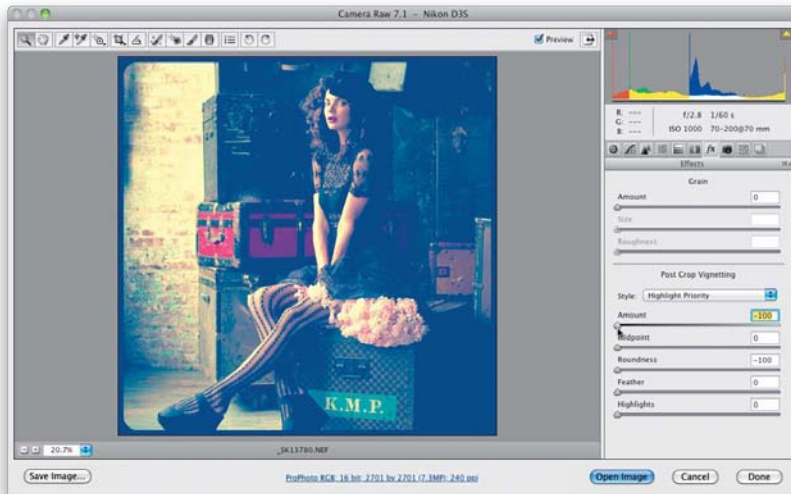 Camera Raw 7.1 - Nikon D3S
Preview
R: ---
G: ---
B: ---
f/2.8 1/60 s
ISO 1000 70-200@70 mm
Effects
Grain
Amount 0
Size
Roughness
Post Crop Vignetting
Style: Highlight Priority
Amount -100
Midpoint 0
Roundness -100
Feather 0
Highlights 0
K.M.P.
20.7%
_SK13780.NEF
Save Image...
ProPhoto RGB; 16 bit; 2701 by 2701 (7.3MP); 240 ppi
Open Image
Cancel
Done